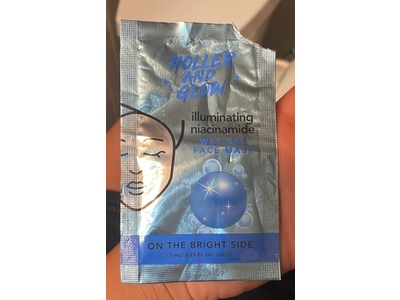 HOLLER
AND
GLOW
illuminating
niacinamide
FACE MASK
ON THE BRIGHT SIDE